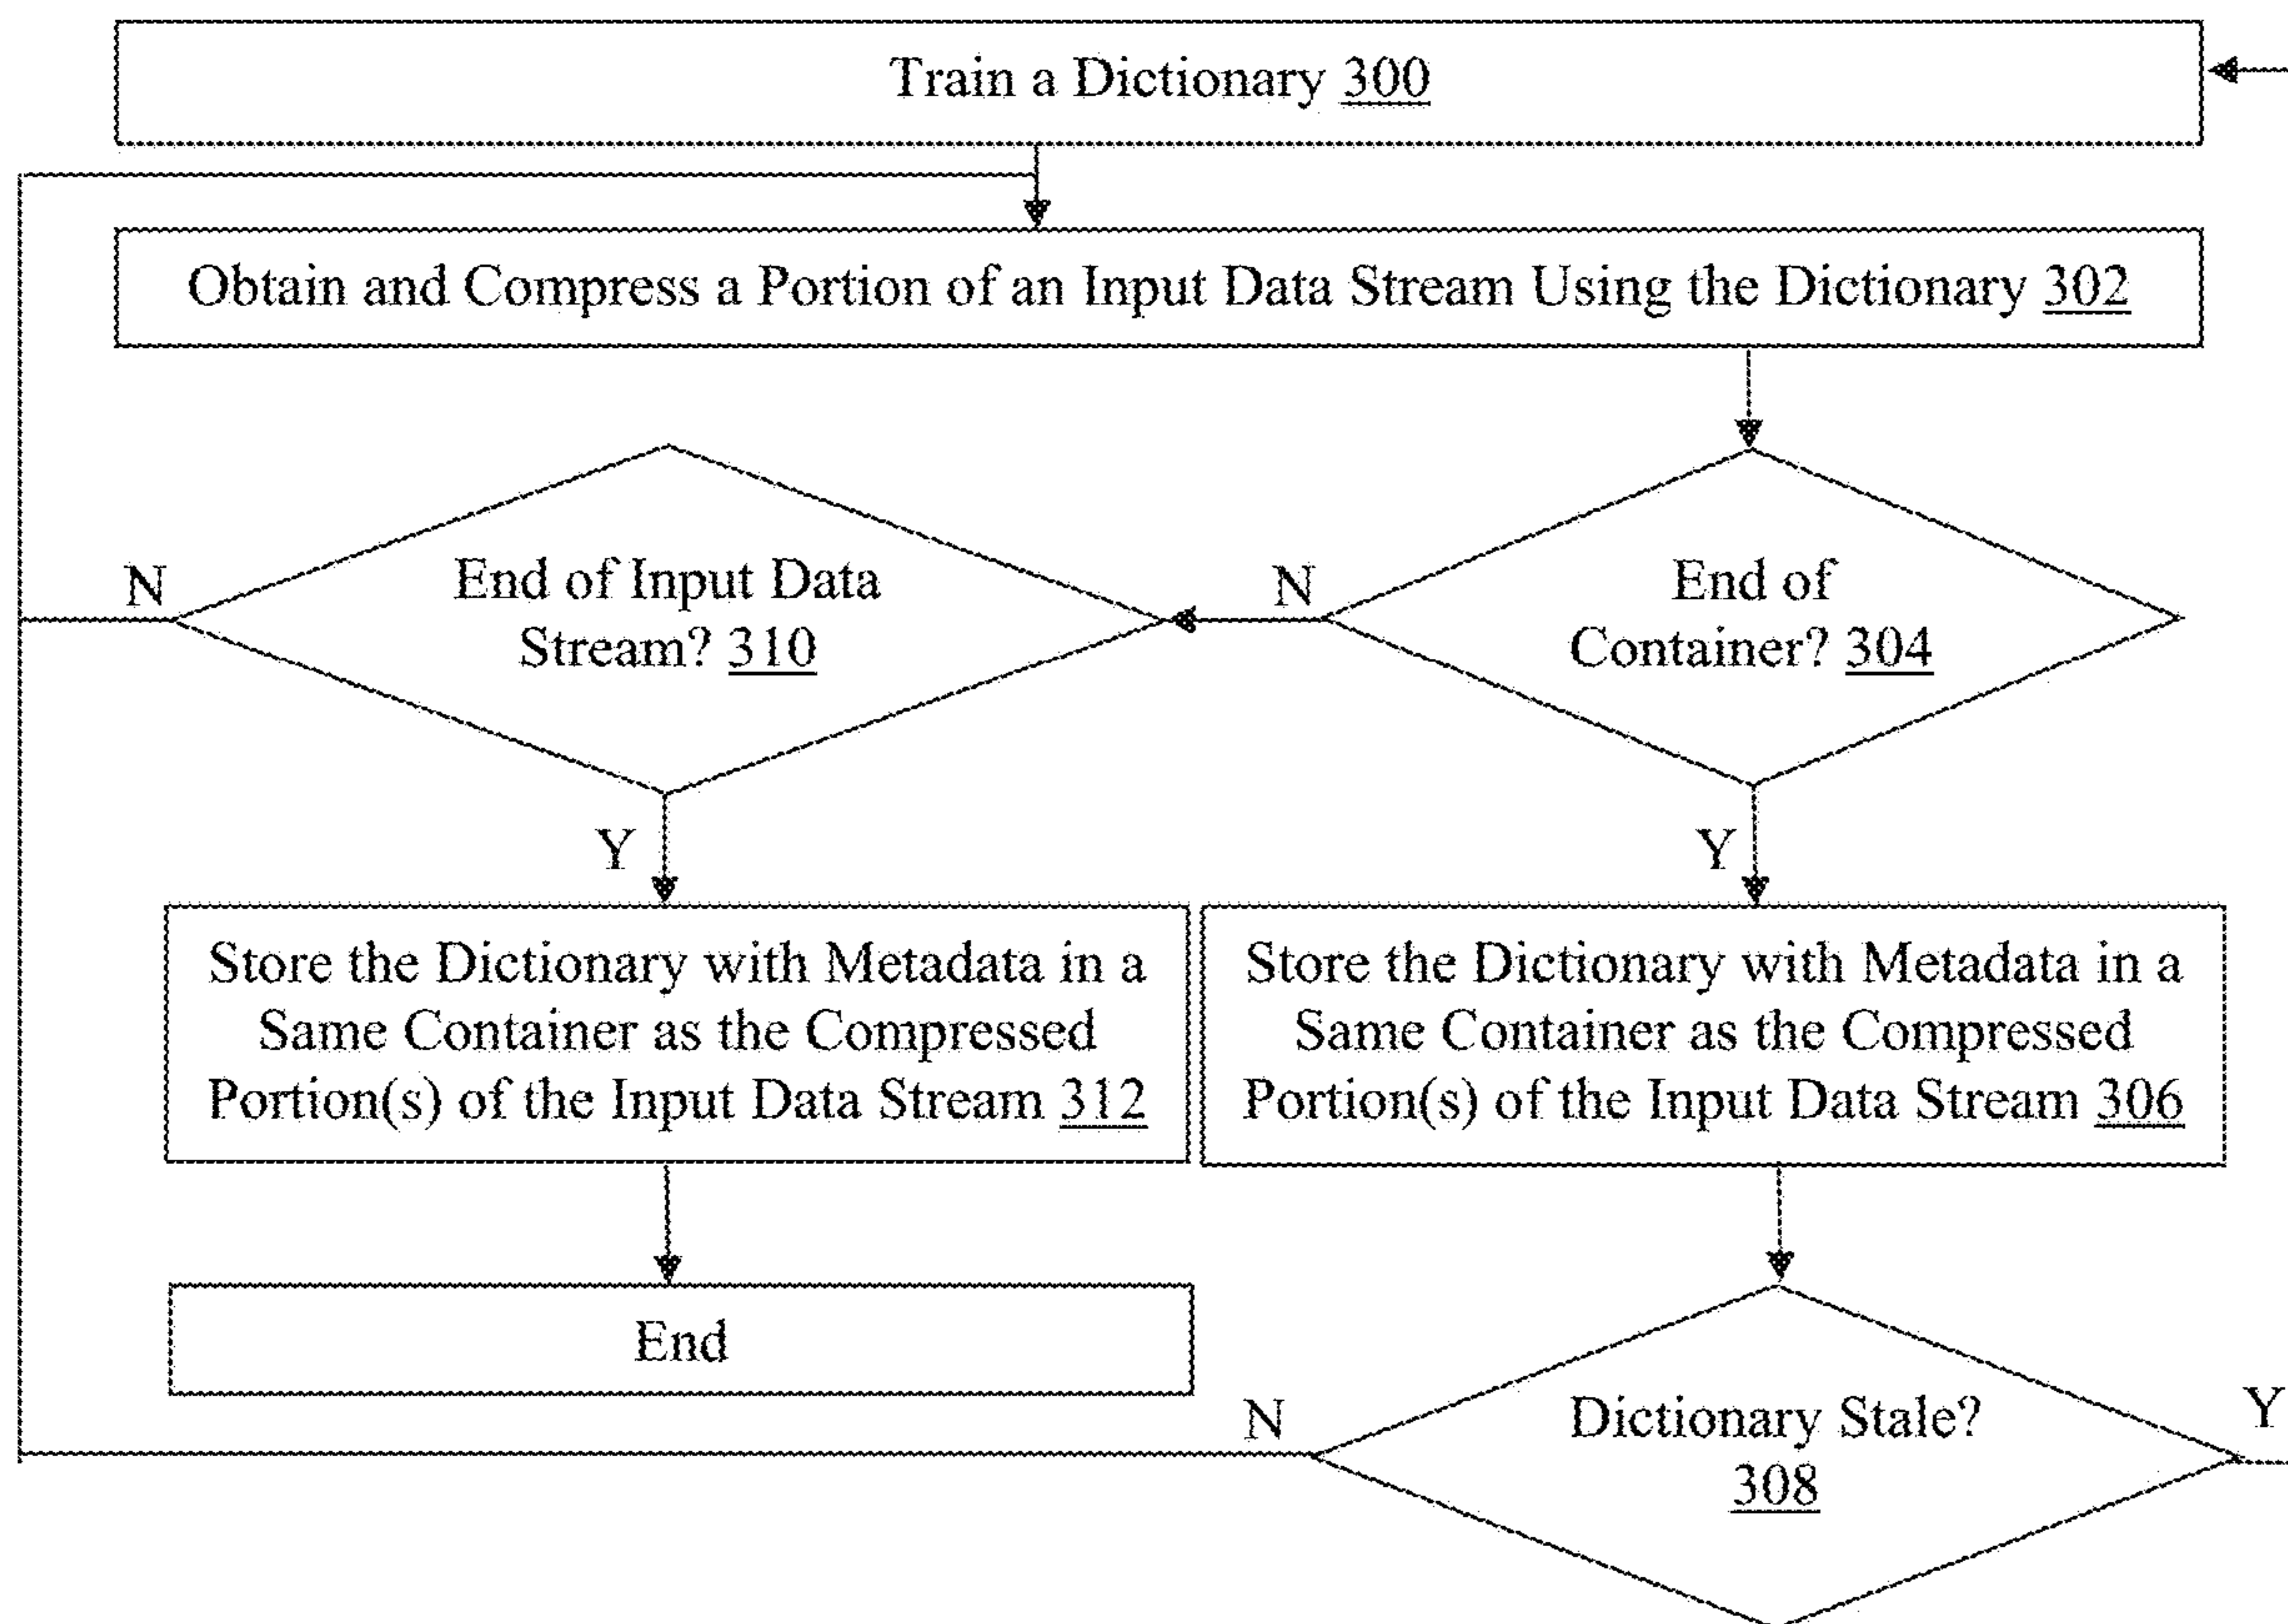 Train a Dictionary 300
Obtain and Compress a Portion of an Input Data Stream Using the Dictionary 302
N
End of Input Data
Stream? 310
N
End of
Container? 304
Y
Y
Store the Dictionary with Metadata in a
Same Container as the Compressed
Portion(s) of the Input Data Stream 312
Store the Dictionary with Metadata in a
Same Container as the Compressed
Portion(s) of the Input Data Stream 306
End
N
Dictionary Stale?
308
Y